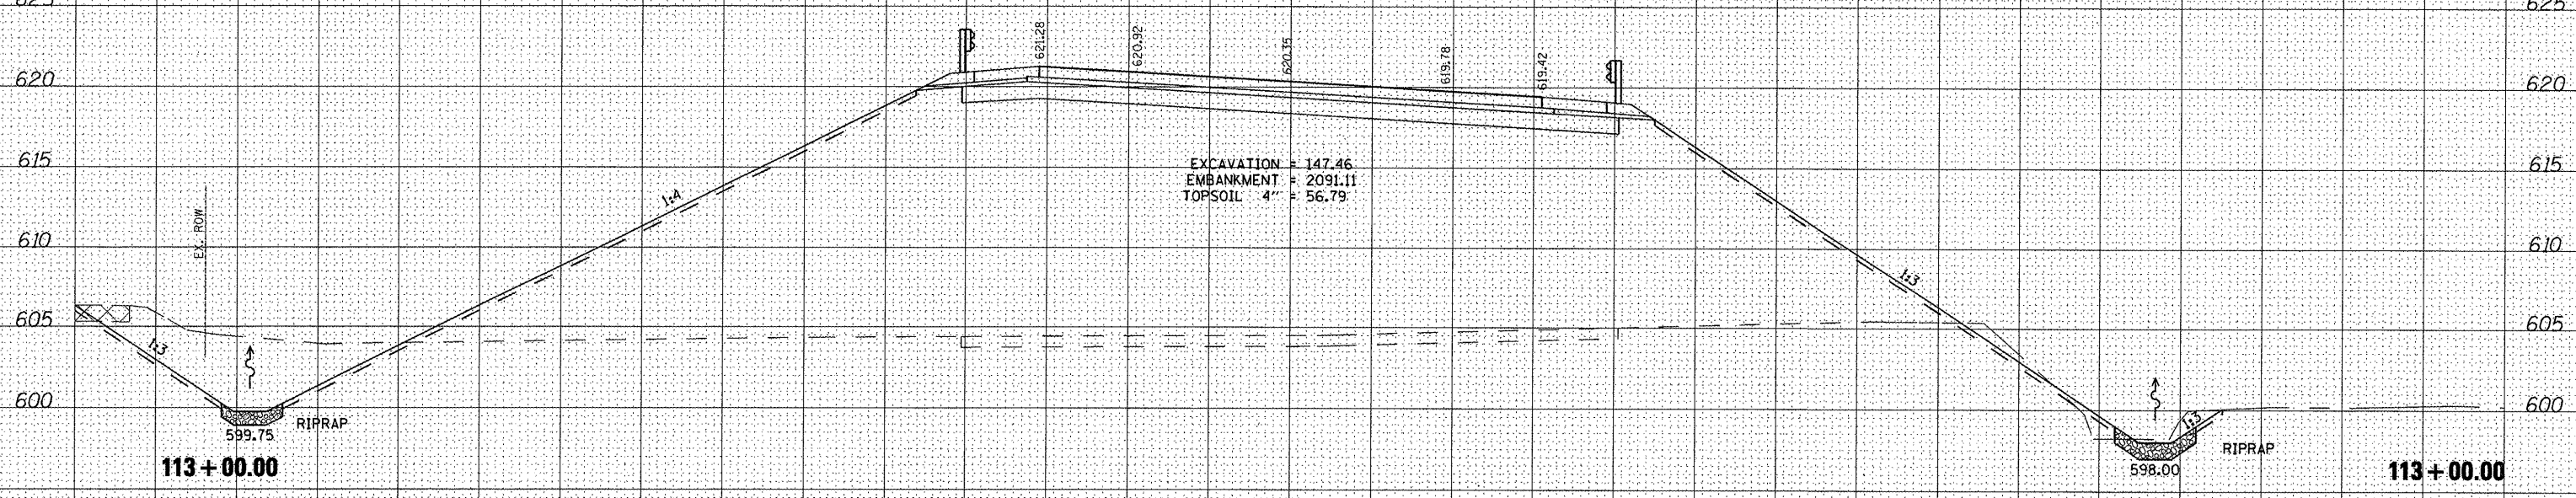 625 625
621.28 620.92 620.35 619.78 619.42
620 620
615 615
EXCAVATION = 147.46
EMBANKMENT = 2091.11
TOPSOIL 4" = 56.79
1:4
EX. ROW
610 610
1:3
605 605
1:3
600 600
1:3
RIPRAP
599.75
RIPRAP
598.00
113+00.00 113+00.00